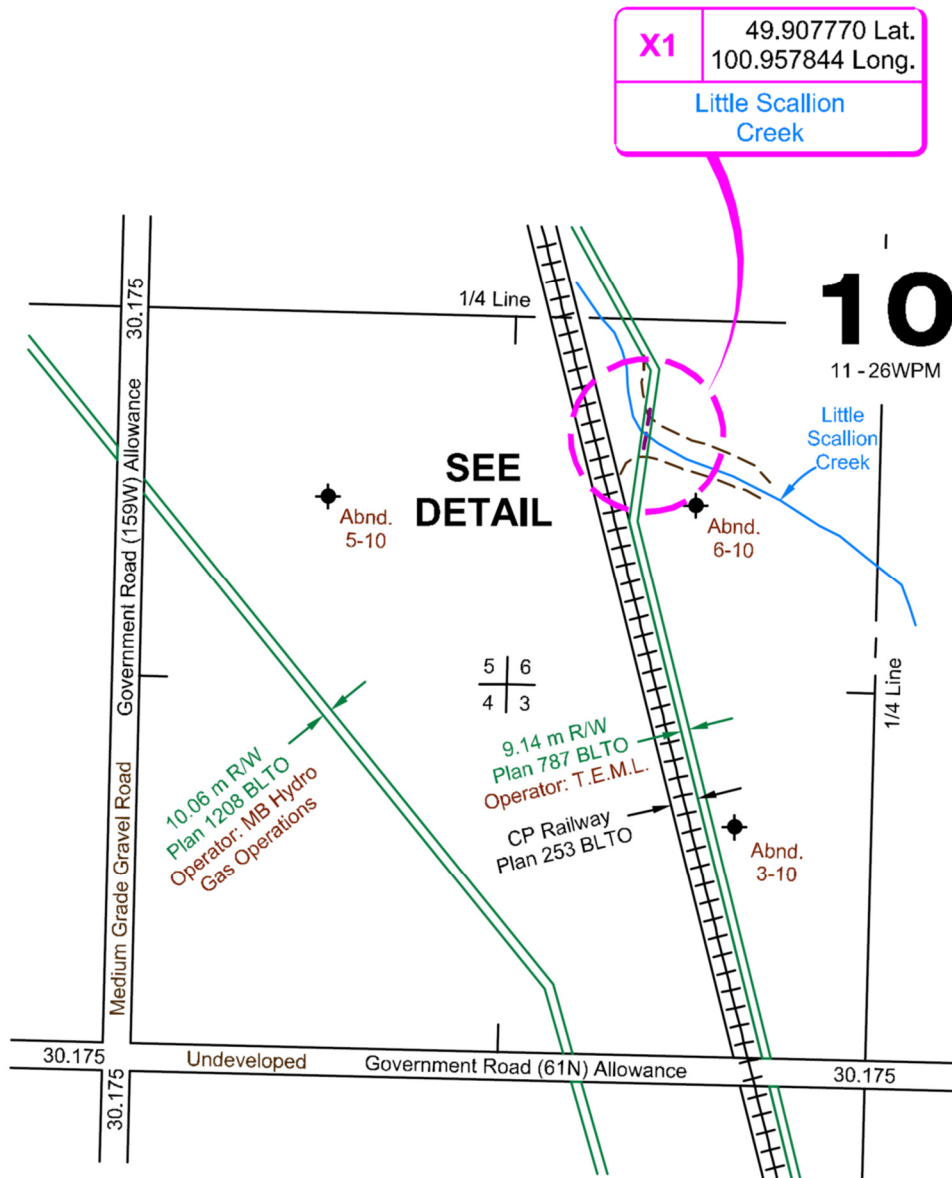 X1
49.907770 Lat.
100.957844 Long.
Little Scallion
Creek
30.175
1/4 Line
10
11 - 26WPM
Little
Scallion
Creek
SEE
DETAIL
Abnd.
5-10
Abnd.
6-10
Government Road (159W) Allowance
Medium Grade Gravel Road
5 6
4 3
1/4 Line
10.06 m R/W
Plan 1208 BLTO
Operator: MB Hydro
Gas Operations
9.14 m R/W
Plan 787 BLTO
Operator: T.E.M.L.
CP Railway
Plan 253 BLTO
Abnd.
3-10
30.175
Undeveloped
Government Road (61N) Allowance
30.175
30.175